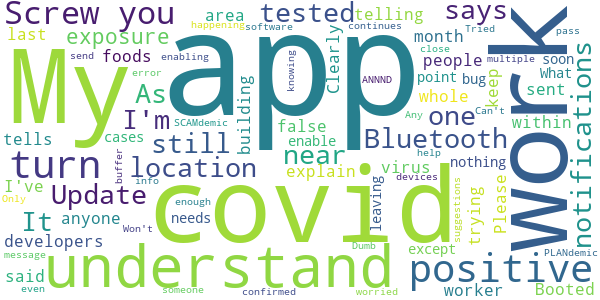 Screw you
area
tested
telling
says
happening
software
continues
Tried
close
pass
last
exposure
month
multiple
What
soon
My
app
Work
send
enabling
knowing
Clearly
ANNND
people
error
foods
As
point
bug
Can't
SCAMdemic
whole
keep
sent
I'm
false
one
within
notifications
building
enable
tells
cases
still
near
Bluetooth
Any
help
turn
buffer
location
explain
virus
nothing
I've
info
devices
Only
Update
enough
covid
leaving
trying
Please
suggestions
It
anyone
Won't
needs
Dumb
except
developers
PLANdemic
message
said
understand
positive
worker
Booted
even
someone
confirmed
worried